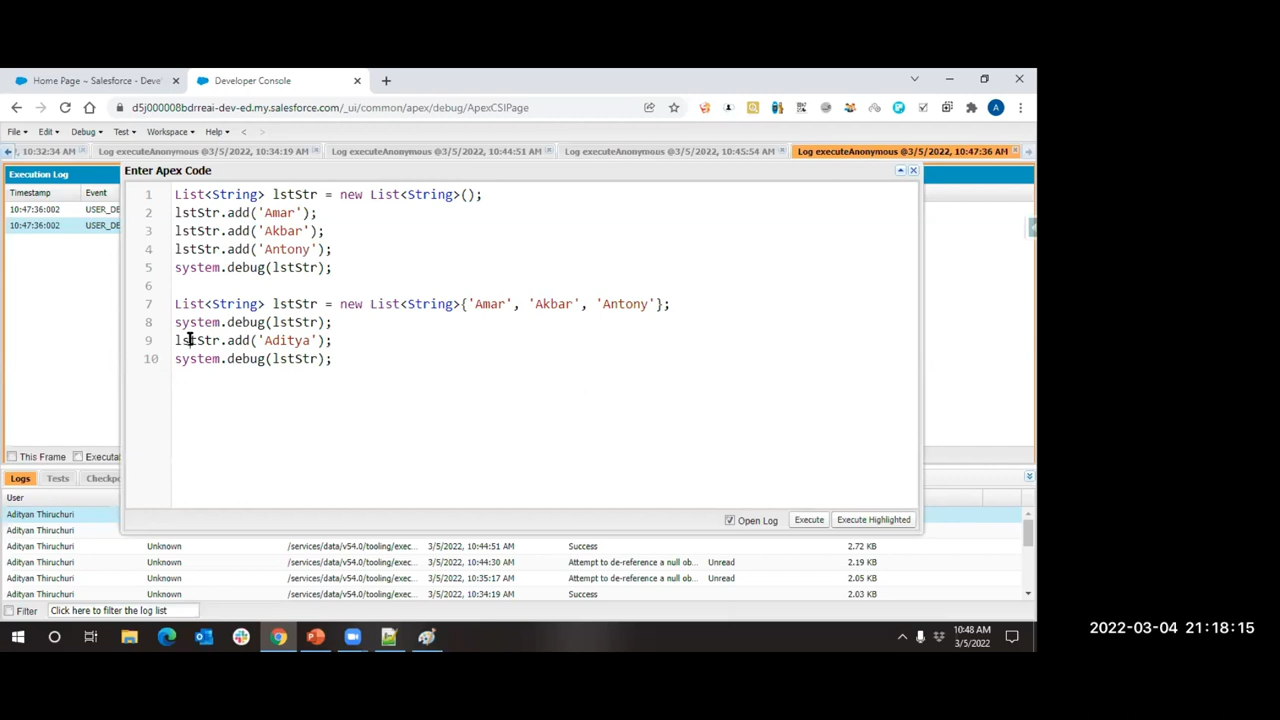 Home Page ~ Salesforce - Deve
Developer Console
d5j000008bdrreai-dev-ed.my.salesforce.com/_ui/common/apex/debug/ApexCSIPage
A
File Edit Debug Test Workspace Help < >
!, 10:32:34 AM Log executeAnonymous @3/5/2022, 10:34:19 AM Log executeAnonymous @3/5/2022, 10:44:51 AM Log executeAnonymous @3/5/2022, 10:45:54 AM Log executeAnonymous @3/5/2022, 10:47:36 AM
Execution Log
Enter Apex Code
Timestamp Event
10:47:36:002 USER_DE
10:47:36:002 USER_DE
1 List<String> lstStr = new List<String>();
2 lstStr.add('Amar');
3 lstStr.add('Akbar');
4 lstStr.add('Antony');
5 system.debug(lstStr);
6
7 List<String> lstStr = new List<String>{'Amar', 'Akbar', 'Antony'};
8 system.debug(lstStr);
9 lstStr.add('Aditya');
10 system.debug(lstStr);
This Frame Executa
Logs Tests Checkpo
User
Open Log Execute Execute Highlighted
Adityan Thiruchuri
Adityan Thiruchuri
Adityan Thiruchuri Unknown /services/data/v54.0/tooling/exec... 3/5/2022, 10:44:51 AM Success 2.72 KB
Adityan Thiruchuri Unknown /services/data/v54.0/tooling/exec... 3/5/2022, 10:44:30 AM Attempt to de-reference a null ob... Unread 2.19 KB
Adityan Thiruchuri Unknown /services/data/v54.0/tooling/exec... 3/5/2022, 10:35:17 AM Attempt to de-reference a null ob... Unread 2.05 KB
Adityan Thiruchuri Unknown /services/data/v54.0/tooling/exec... 3/5/2022, 10:34:19 AM Success 2.03 KB
Filter Click here to filter the log list
10:48 AM
3/5/2022
2022-03-04 21:18:15